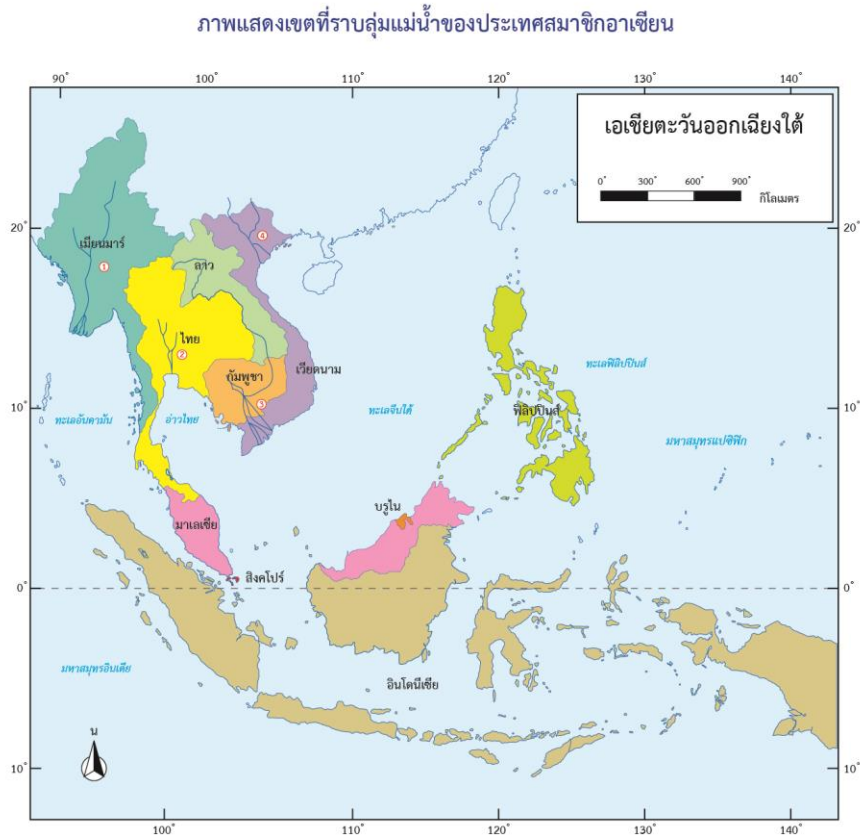 ภาพแสดงเขตที่ราบลุ่มแม่น้ำของประเทศสมาชิกอาเซียน
90° 100° 110° 120° 130° 140°
เอเชียตะวันออกเฉียงใต้
0° 300° 600° 900°
กิโลเมตร
20° 20°
เมียนมาร์
1
ลาว
4
ไทย
2
กัมพูชา
3
เวียดนาม
ทะเลอันดามัน
อ่าวไทย
ทะเลจีนใต้
ทะเลฟิลิปปินส์
ฟิลิปปินส์
มหาสมุทรแปซิฟิก
10° 10°
มาเลเซีย
บรูไน
สิงคโปร์
0° 0°
มหาสมุทรอินเดีย
อินโดนีเซีย
น
10° 10°
100° 110° 120° 130° 140°